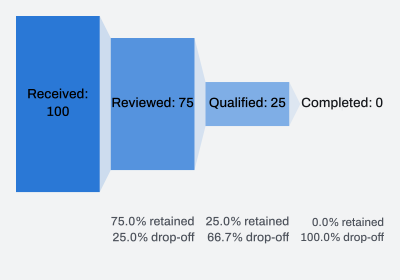 Received:
100
Reviewed: 75
Qualified: 25
Completed: 0
75.0% retained
25.0% drop-off
25.0% retained
66.7% drop-off
0.0% retained
100.0% drop-off